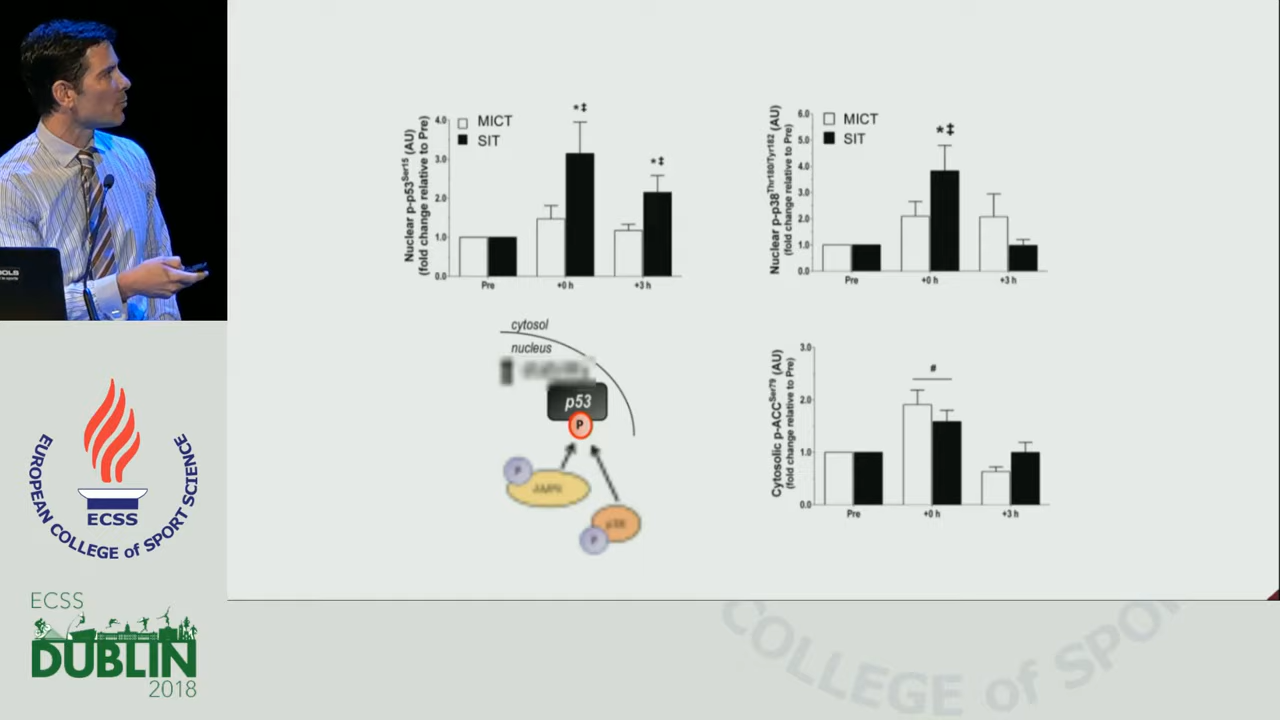 Nuclear p-p53Ser15 (AU)
(fold change relative to Pre)
4.0
3.0
2.0
1.0
0.0
MICT
SIT
*‡
*‡
Pre
+0 h
+3 h
Nuclear p-p38Thr180/Tyr182 (AU)
(fold change relative to Pre)
6.0
5.0
4.0
3.0
2.0
1.0
0.0
MICT
SIT
*‡
Pre
+0 h
+3 h
cytosol
nucleus
p53
P
P
AMPK
p38
P
Cytosolic p-ACCSer79 (AU)
(fold change relative to Pre)
3.0
2.0
1.0
0.0
#
Pre
+0 h
+3 h
EUROPEAN COLLEGE of SPORT SCIENCE
ECSS
ECSS
DUBLIN
2018
COLLEGE of SPOR